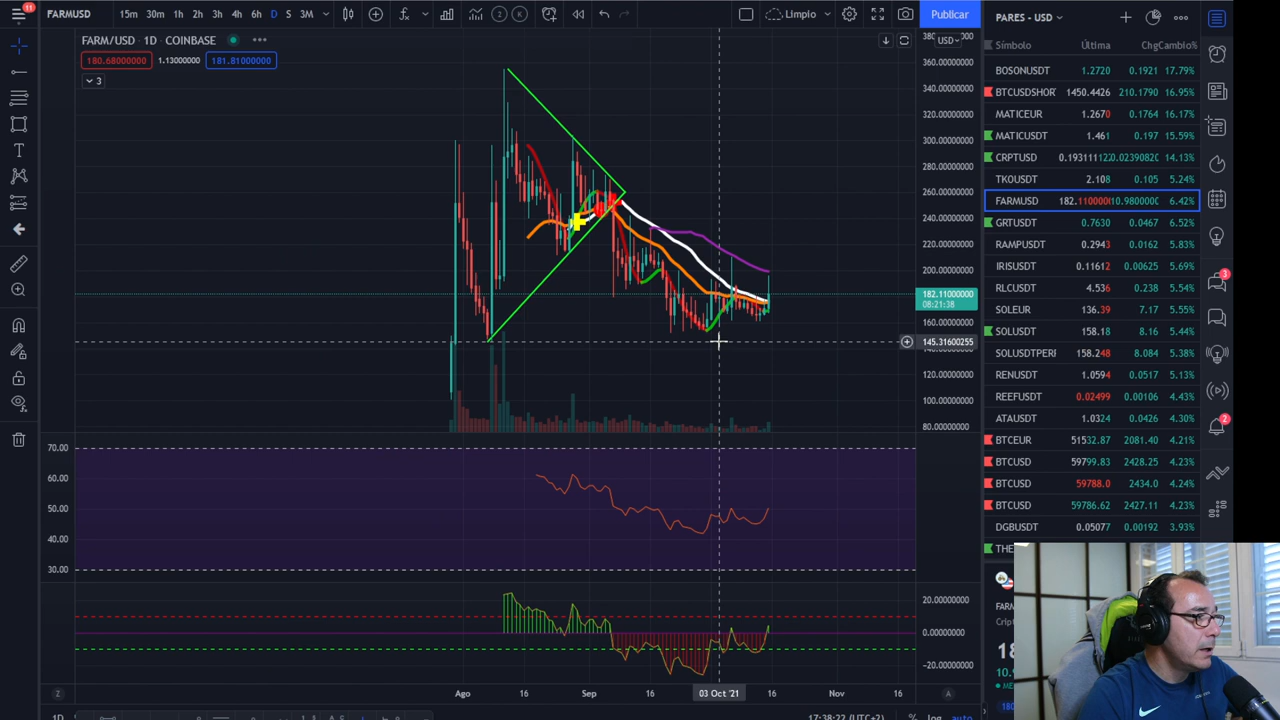 11
FARMUSD 15m 30m 1h 2h 3h 4h 6h D S 3M 2 K Limplo Publicar
PARES - USD
FARM/USD · 1D · COINBASE
180.68000000 1.13000000 181.81000000
3
USD
360.00000000
340.00000000
300.00000000
280.00000000
260.00000000
240.00000000
220.00000000
200.00000000
182.11000000
08:21:38
160.00000000
145.31600255
120.00000000
100.00000000
80.00000000
70.00
60.00
50.00
40.00
30.00
20.00000000
0.00000000
−20.00000000
Z Ago 16 Sep 16 03 Oct '21 16 Nov 16 A
1D 17:38:22 (UTC+2) % log auto
Símbolo Última Chg Cambio%
BOSONUSDT 1.2720 0.1921 17.79%
BTCUSDSHOR 1450.4426 210.1790 16.95%
MATICEUR 1.2670 0.1764 16.17%
MATICUSDT 1.461 0.197 15.59%
CRPTUSD 0.193111 0.0239082 14.13%
TKOUSDT 2.108 0.105 5.24%
FARMUSD 182.110000 10.980000 6.42%
GRTUSDT 0.7630 0.0467 6.52%
RAMPUSDT 0.2943 0.0162 5.83%
IRISUSDT 0.11612 0.00625 5.69%
RLCUSDT 4.536 0.238 5.54%
SOLEUR 136.39 7.17 5.55%
SOLUSDT 158.18 8.16 5.44%
SOLUSDTPERI 158.248 8.084 5.38%
RENUSDT 1.0594 0.0517 5.13%
REEFUSDT 0.02499 0.00106 4.43%
ATAUSDT 1.0324 0.0426 4.30%
BTCEUR 51532.87 2081.40 4.21%
BTCUSD 59799.83 2428.25 4.23%
BTCUSD 59788.0 2434.0 4.24%
BTCUSD 59786.62 2427.11 4.23%
DGBUSDT 0.05077 0.00192 3.93%
THE
FARM
Crip
3
2